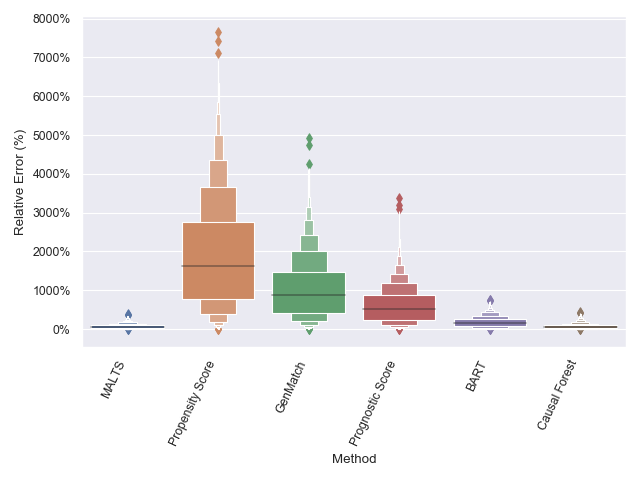 8000%
7000%
6000%
5000%
4000%
3000%
2000%
1000%
0%
Relative Error (%)
MALTS
Propensity Score
GenMatch
Prognostic Score
BART
Causal Forest
Method